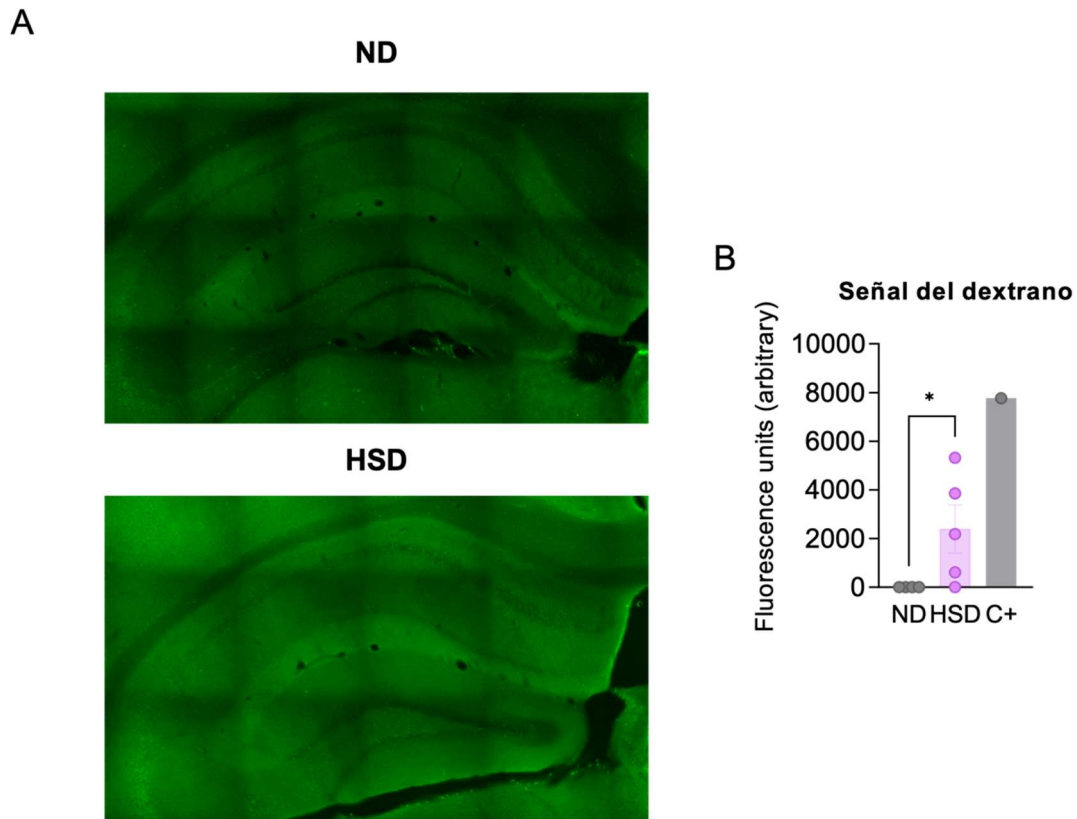 A
ND
HSD
B
Señal del dextrano
Fluorescence units (arbitrary)
10000
8000
6000
4000
2000
0
*
ND HSD C+